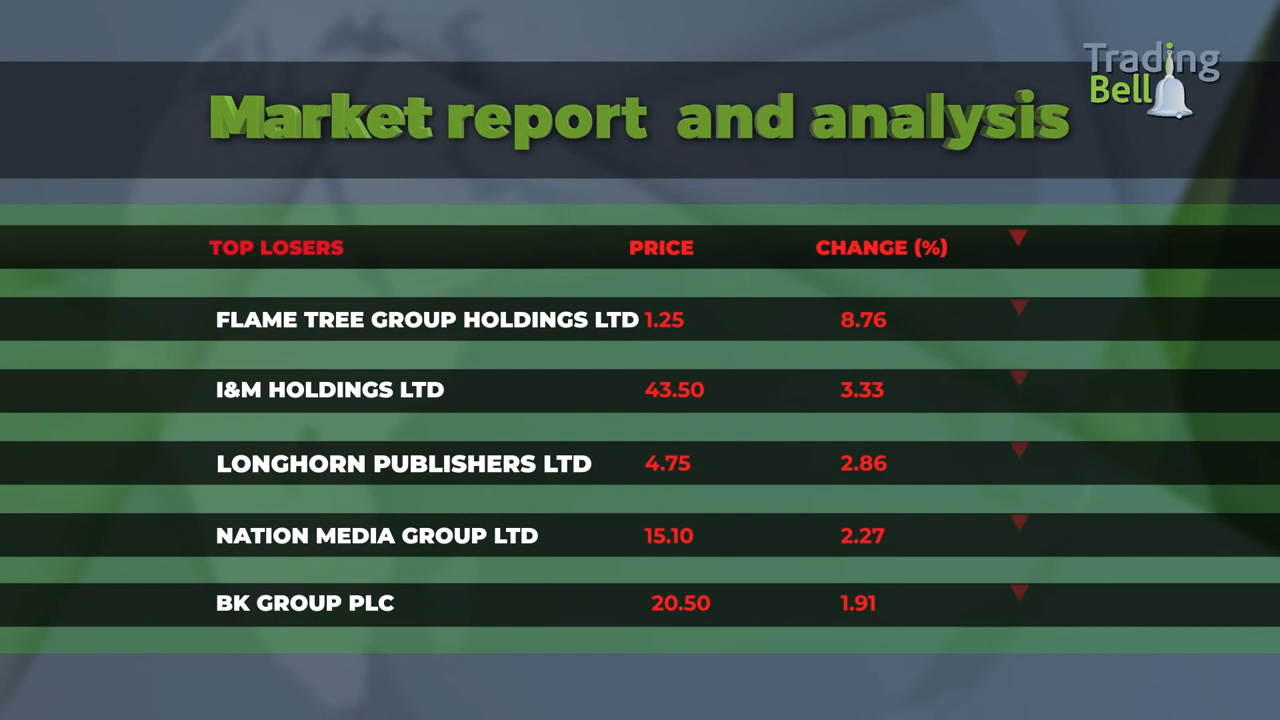 Trading
Bell
Market report and analysis
TOP LOSERS PRICE CHANGE (%)
FLAME TREE GROUP HOLDINGS LTD 1.25 8.76
I&M HOLDINGS LTD 43.50 3.33
LONGHORN PUBLISHERS LTD 4.75 2.86
NATION MEDIA GROUP LTD 15.10 2.27
BK GROUP PLC 20.50 1.91